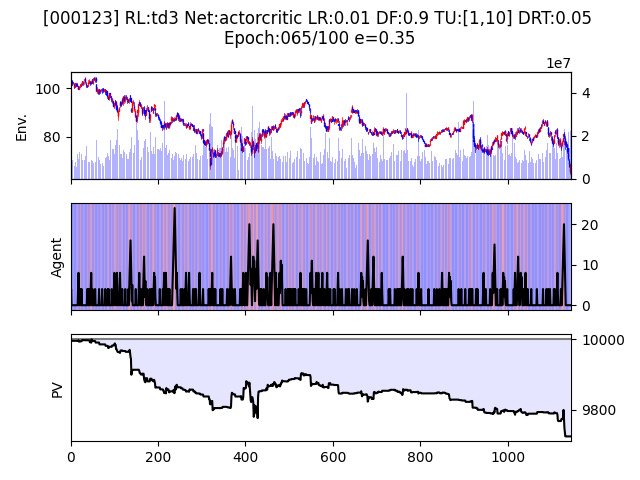 [000123] RL:td3 Net:actorcritic LR:0.01 DF:0.9 TU:[1,10] DRT:0.05
Epoch:065/100 e=0.35
1e7
100
80
Env.
4
2
0
Agent
20
10
0
PV
10000
9800
0
200
400
600
800
1000